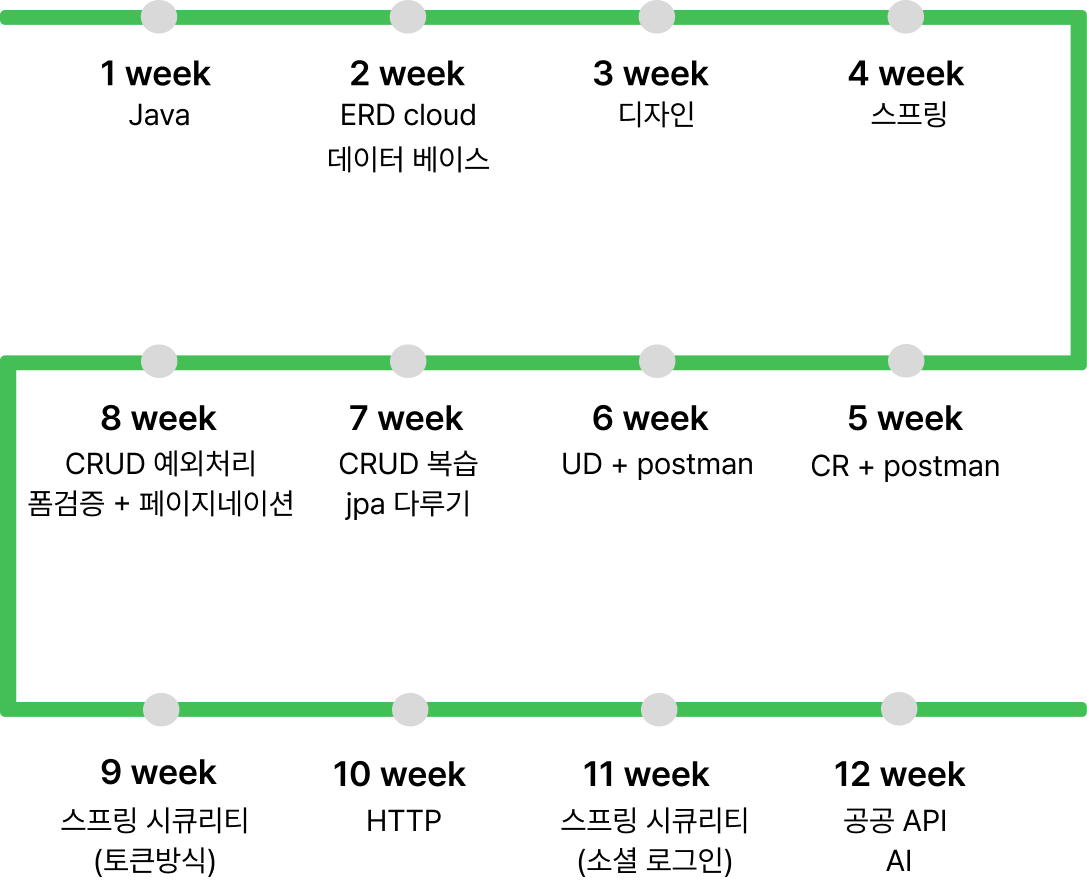 1 week
Java
2 week
ERD cloud
데이터 베이스
3 week
디자인
4 week
스프링
5 week
CR + postman
6 week
UD + postman
7 week
CRUD 복습
jpa 다루기
8 week
CRUD 예외처리
폼검증 + 페이지네이션
9 week
스프링 시큐리티
(토큰방식)
10 week
HTTP
11 week
스프링 시큐리티
(소셜 로그인)
12 week
공공 API
AI